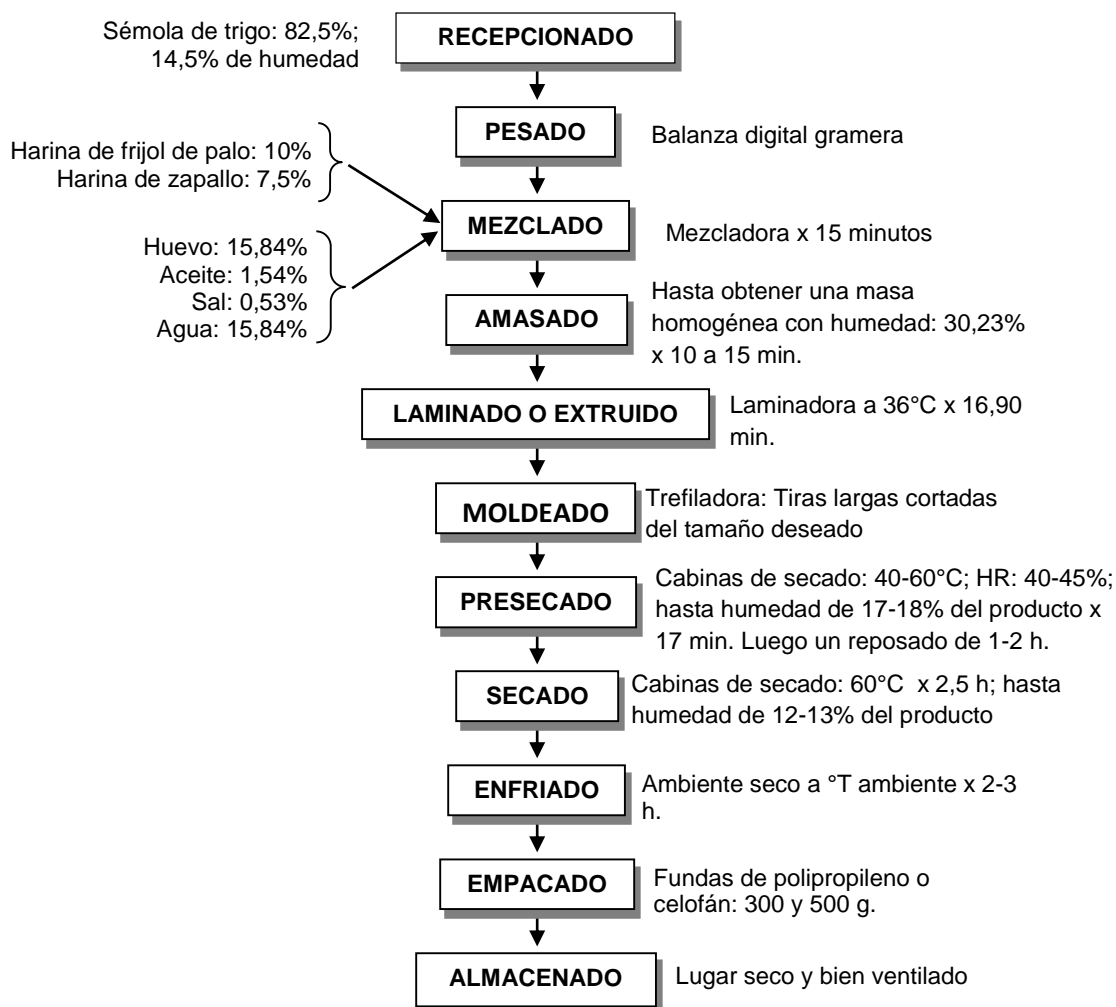 Sémola de trigo: 82,5%;
14,5% de humedad
RECEPCIONADO
PESADO
Balanza digital gramera
Harina de frijol de palo: 10%
Harina de zapallo: 7,5%
MEZCLADO
Mezcladora x 15 minutos
Huevo: 15,84%
Aceite: 1,54%
Sal: 0,53%
Agua: 15,84%
AMASADO
Hasta obtener una masa
homogénea con humedad: 30,23%
x 10 a 15 min.
LAMINADO O EXTRUIDO
Laminadora a 36°C x 16,90
min.
MOLDEADO
Trefiladora: Tiras largas cortadas
del tamaño deseado
PRESECADO
Cabinas de secado: 40-60°C; HR: 40-45%;
hasta humedad de 17-18% del producto x
17 min. Luego un reposado de 1-2 h.
SECADO
Cabinas de secado: 60°C x 2,5 h; hasta
humedad de 12-13% del producto
ENFRIADO
Ambiente seco a °T ambiente x 2-3
h.
EMPACADO
Fundas de polipropileno o
celofán: 300 y 500 g.
ALMACENADO
Lugar seco y bien ventilado